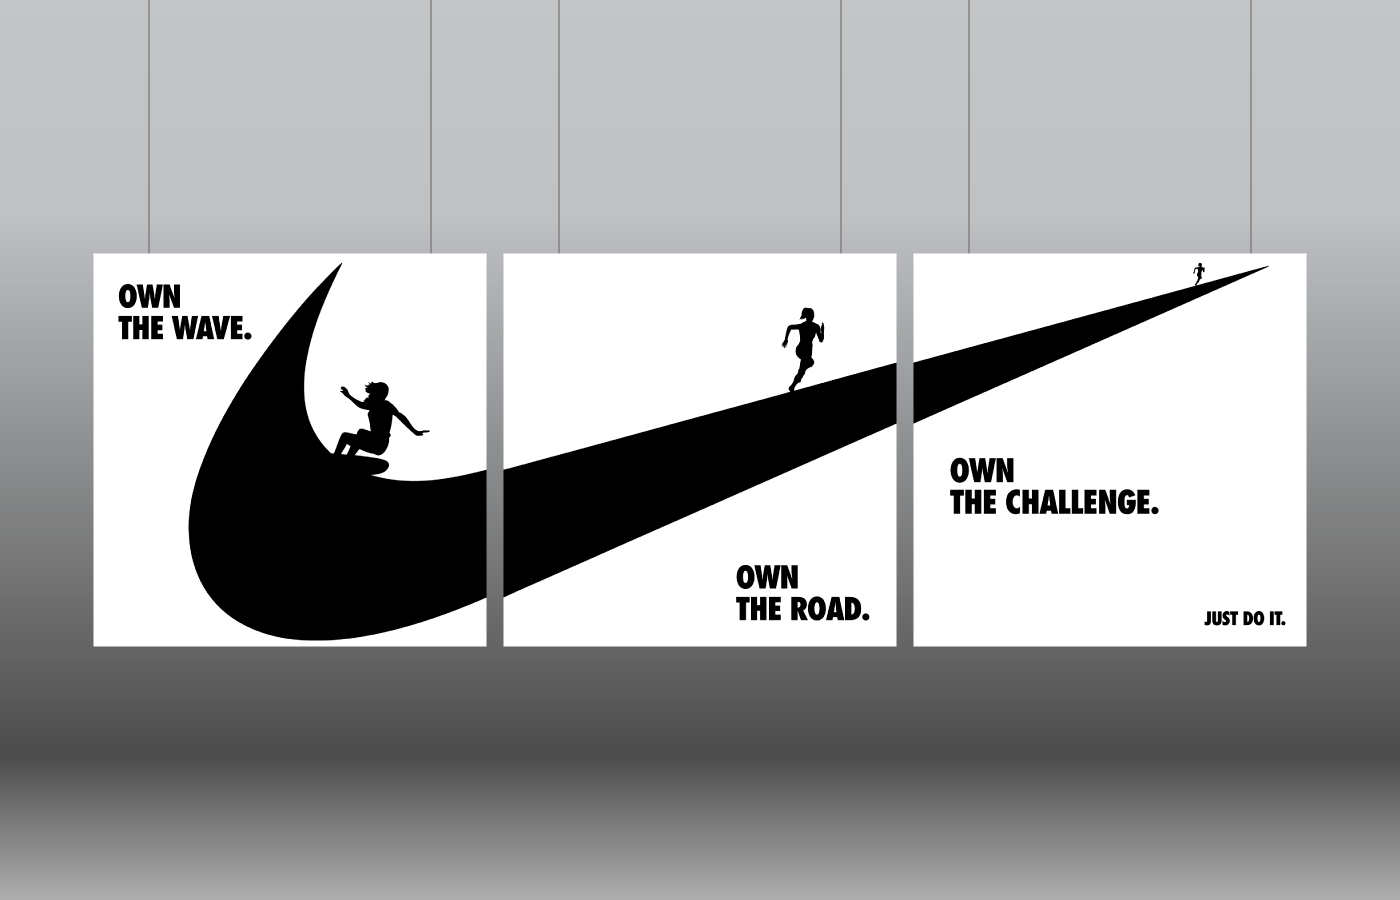 OWN
THE WAVE.
OWN
THE ROAD.
OWN
THE CHALLENGE.
JUST DO IT.